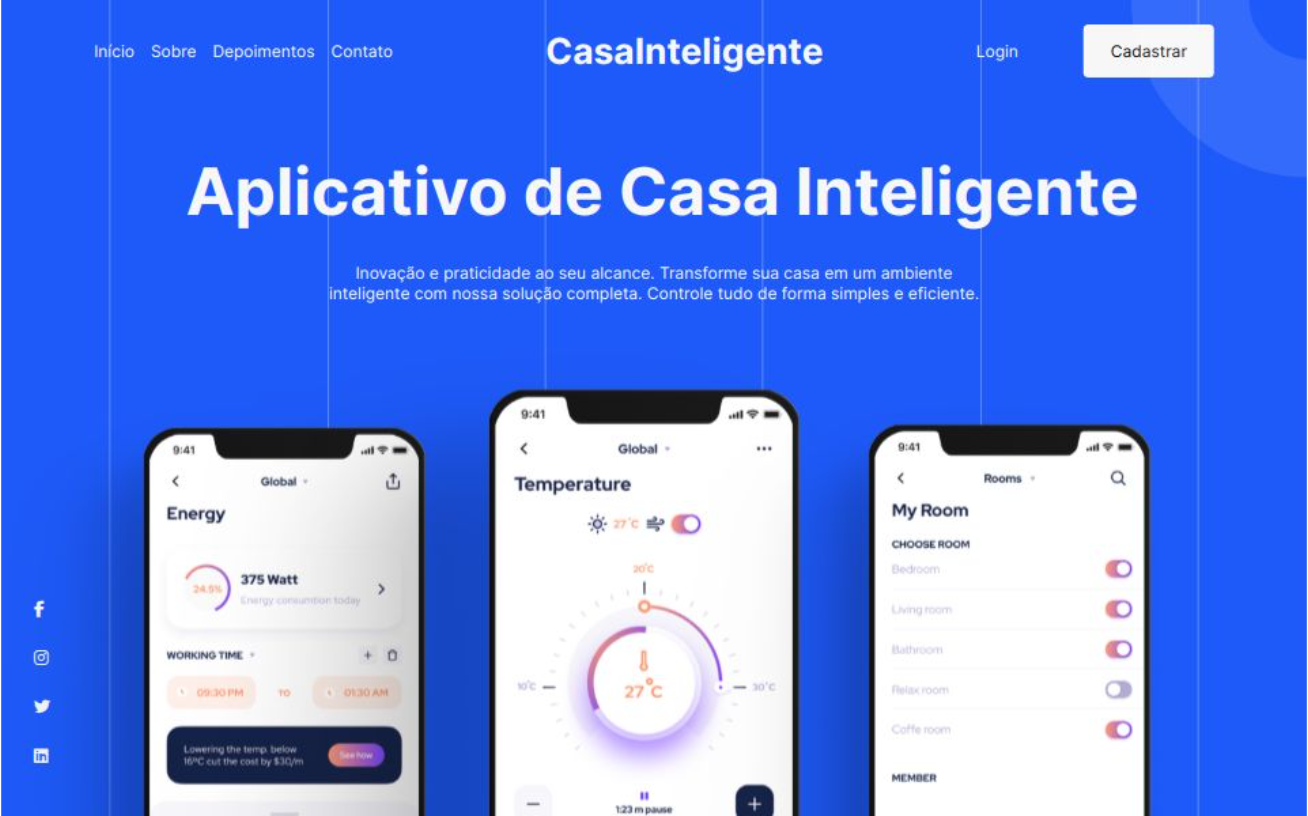 Início Sobre Depoimentos Contato
CasaInteligente
Login
Cadastrar
Aplicativo de Casa Inteligente
Inovação e praticidade ao seu alcance. Transforme sua casa em um ambiente
inteligente com nossa solução completa. Controle tudo de forma simples e eficiente.
9:41
Global
Energy
24.5%
375 Watt
Energy consumtion today
WORKING TIME
09:30 PM TO 01:30 AM
Lowering the temp. below
16ºC cut the cost by $30/m
See Now
9:41
Global
Temperature
27°C
20°C
10°C
30°C
27°C
1:23 m pause
9:41
Rooms
My Room
CHOOSE ROOM
Bedroom
Living room
Bathroom
Relax room
Coffe room
MEMBER